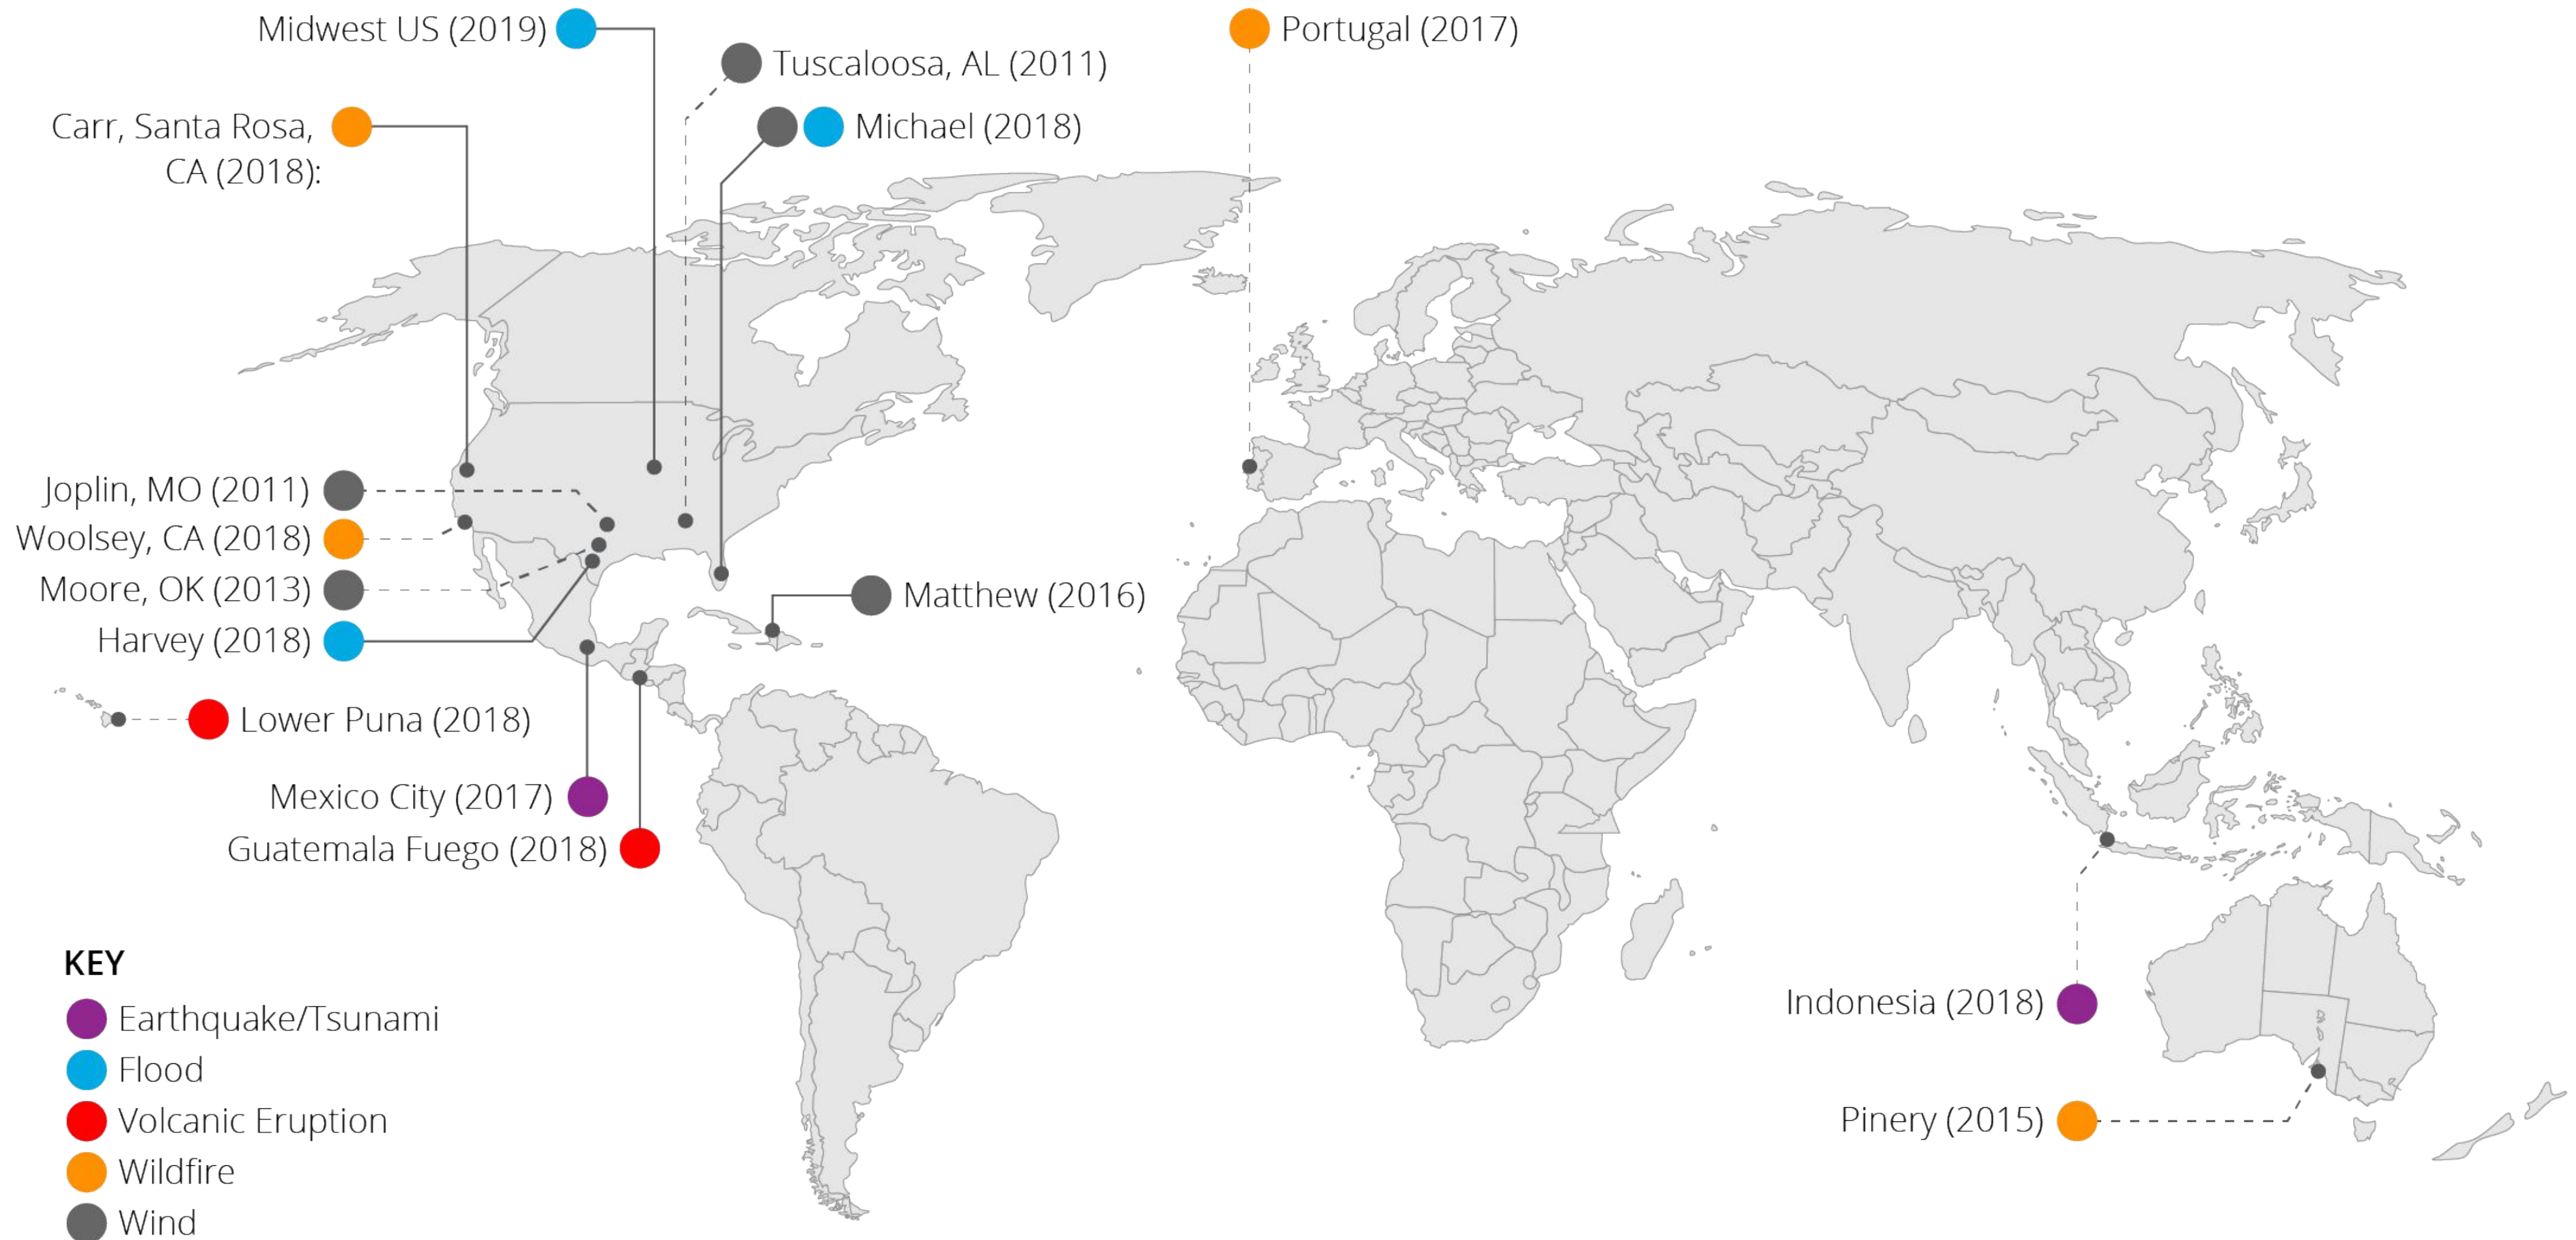 Midwest US (2019)
Portugal (2017)
Tuscaloosa, AL (2011)
Carr, Santa Rosa,
CA (2018):
Michael (2018)
Joplin, MO (2011)
Woolsey, CA (2018)
Moore, OK (2013)
Matthew (2016)
Harvey (2018)
Lower Puna (2018)
Mexico City (2017)
Guatemala Fuego (2018)
KEY
Earthquake/Tsunami
Flood
Volcanic Eruption
Wildfire
Wind
Indonesia (2018)
Pinery (2015)